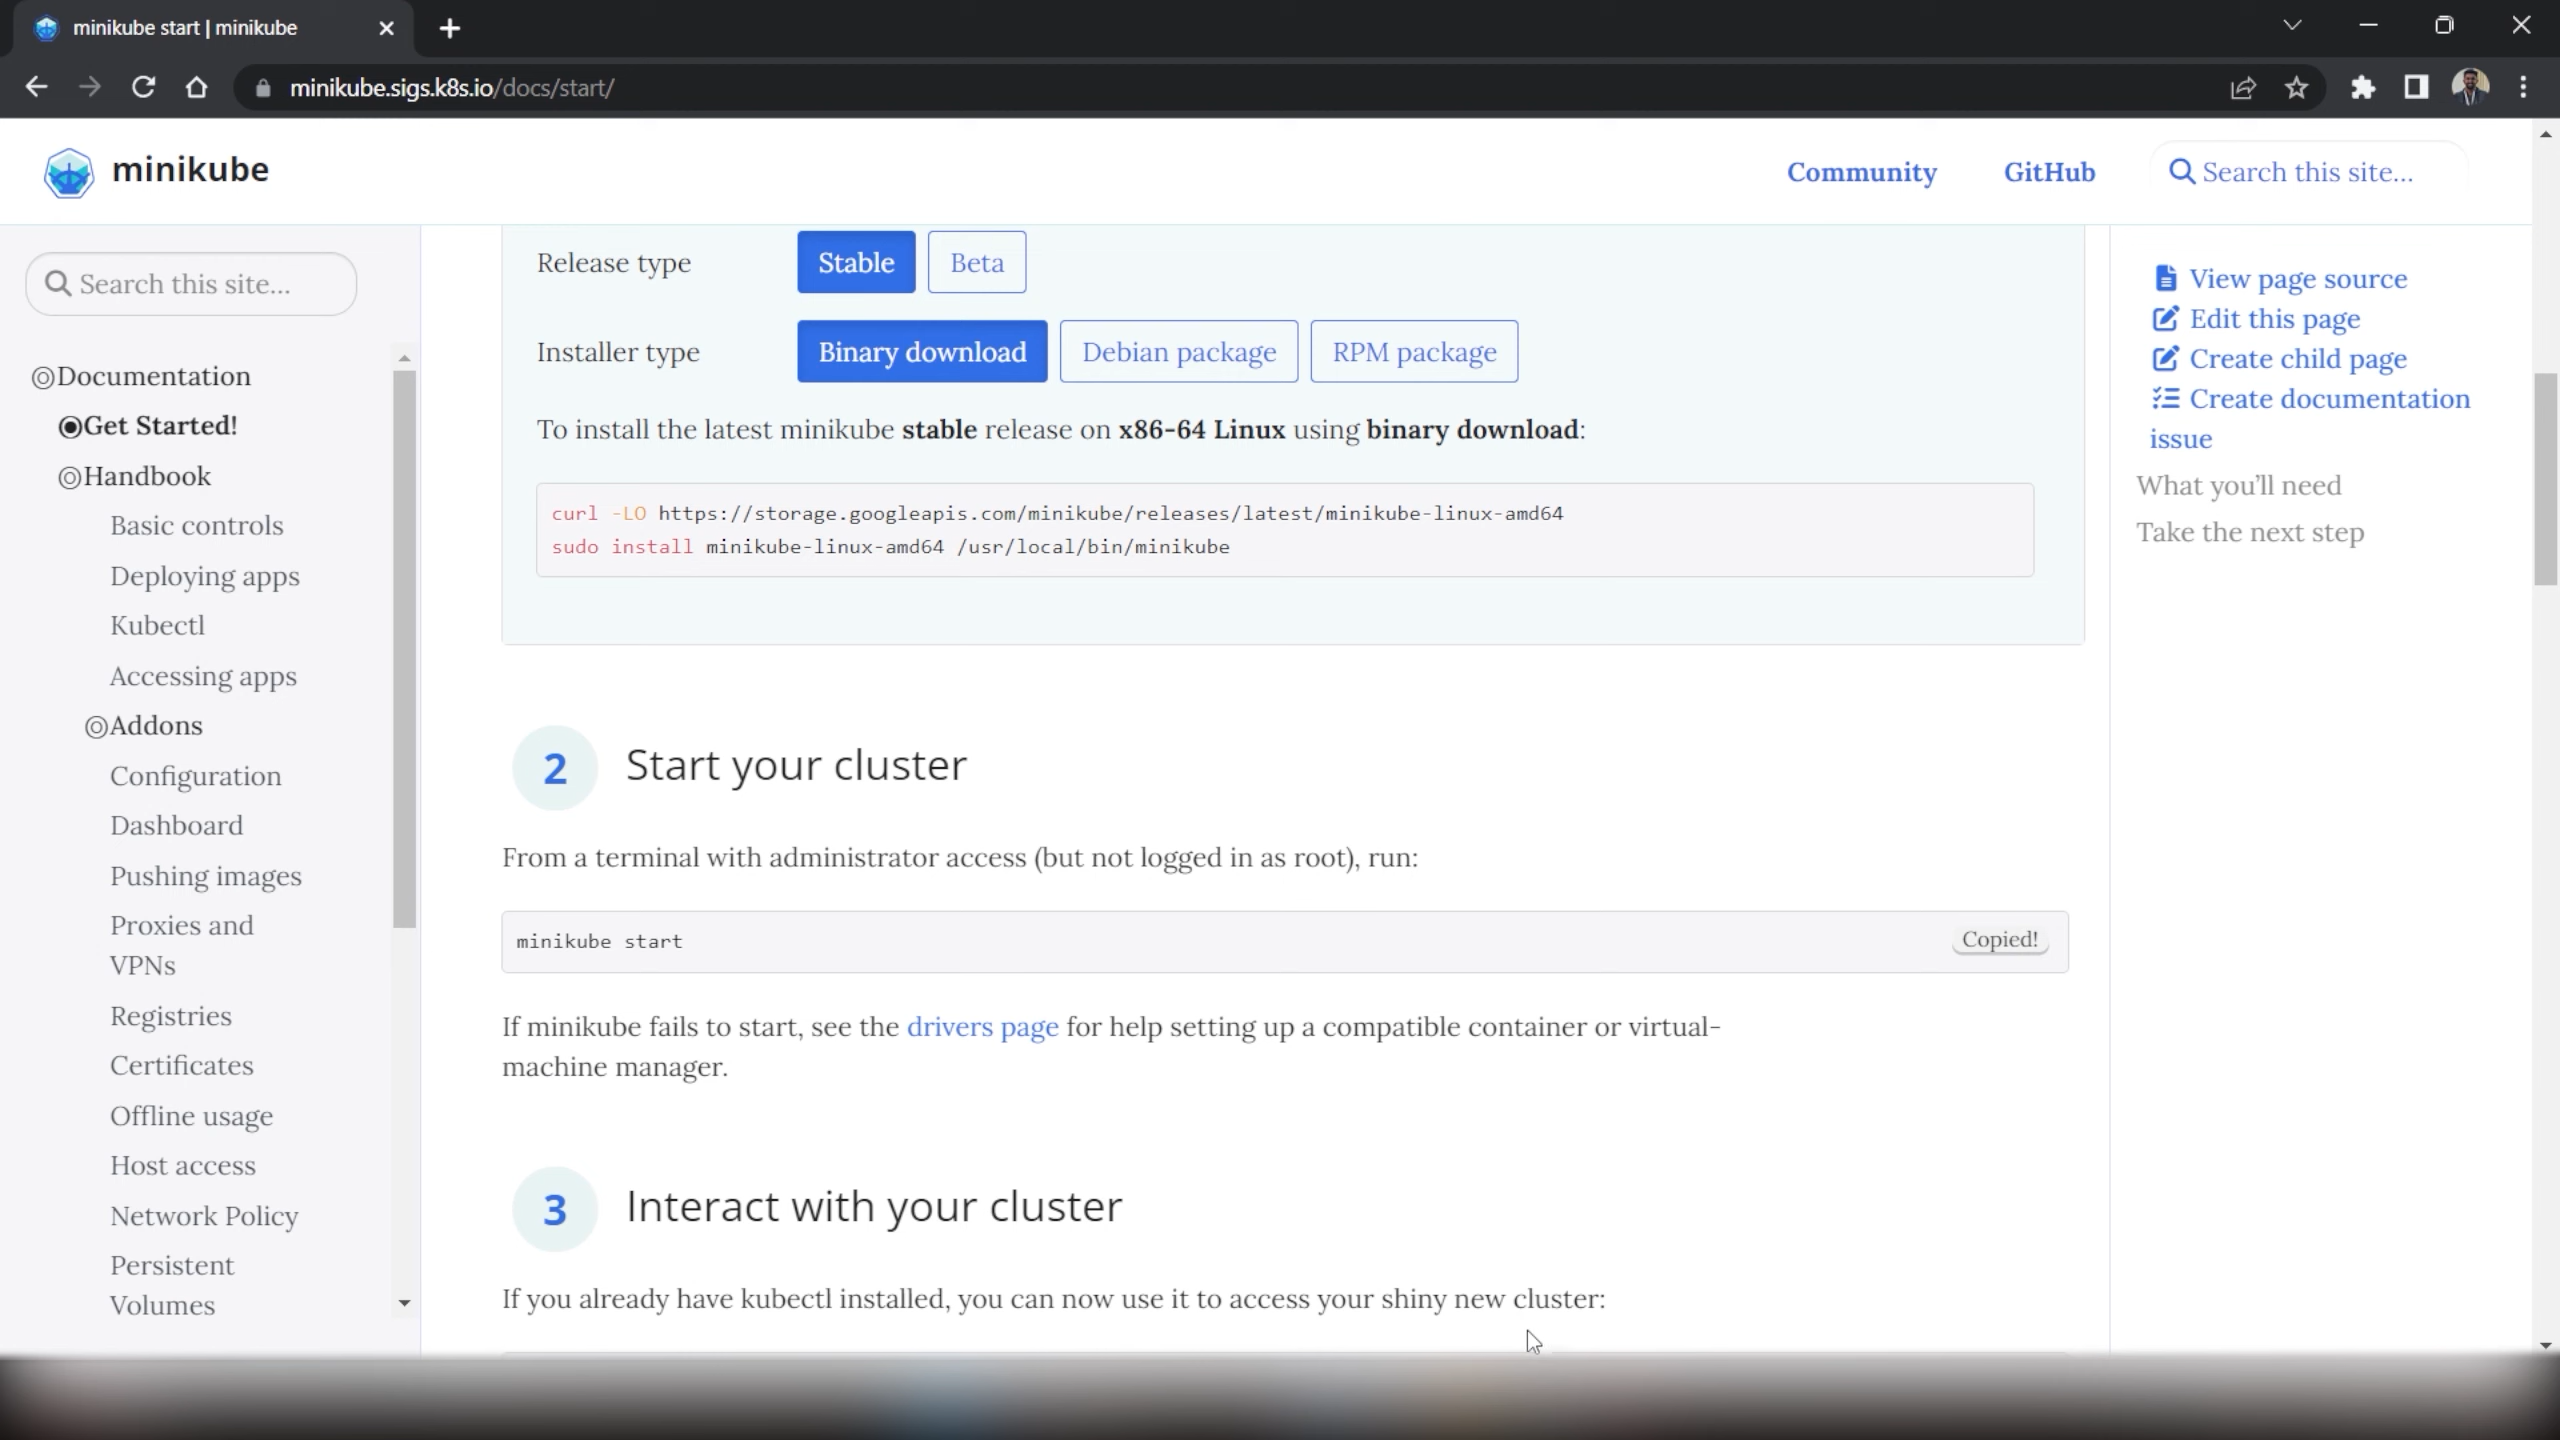 minikube start | minikube
minikube.sigs.k8s.io/docs/start/
minikube
Community
GitHub
Search this site...
Search this site...
Documentation
Get Started!
Handbook
Basic controls
Deploying apps
Kubectl
Accessing apps
Addons
Configuration
Dashboard
Pushing images
Proxies and
VPNs
Registries
Certificates
Offline usage
Host access
Network Policy
Persistent
Volumes
Release type
Stable
Beta
Installer type
Binary download
Debian package
RPM package
To install the latest minikube stable release on x86-64 Linux using binary download:
curl -LO https://storage.googleapis.com/minikube/releases/latest/minikube-linux-amd64
sudo install minikube-linux-amd64 /usr/local/bin/minikube
2
Start your cluster
From a terminal with administrator access (but not logged in as root), run:
minikube start
Copied!
If minikube fails to start, see the drivers page for help setting up a compatible container or virtual-
machine manager.
3
Interact with your cluster
If you already have kubectl installed, you can now use it to access your shiny new cluster:
View page source
Edit this page
Create child page
Create documentation
issue
What you'll need
Take the next step